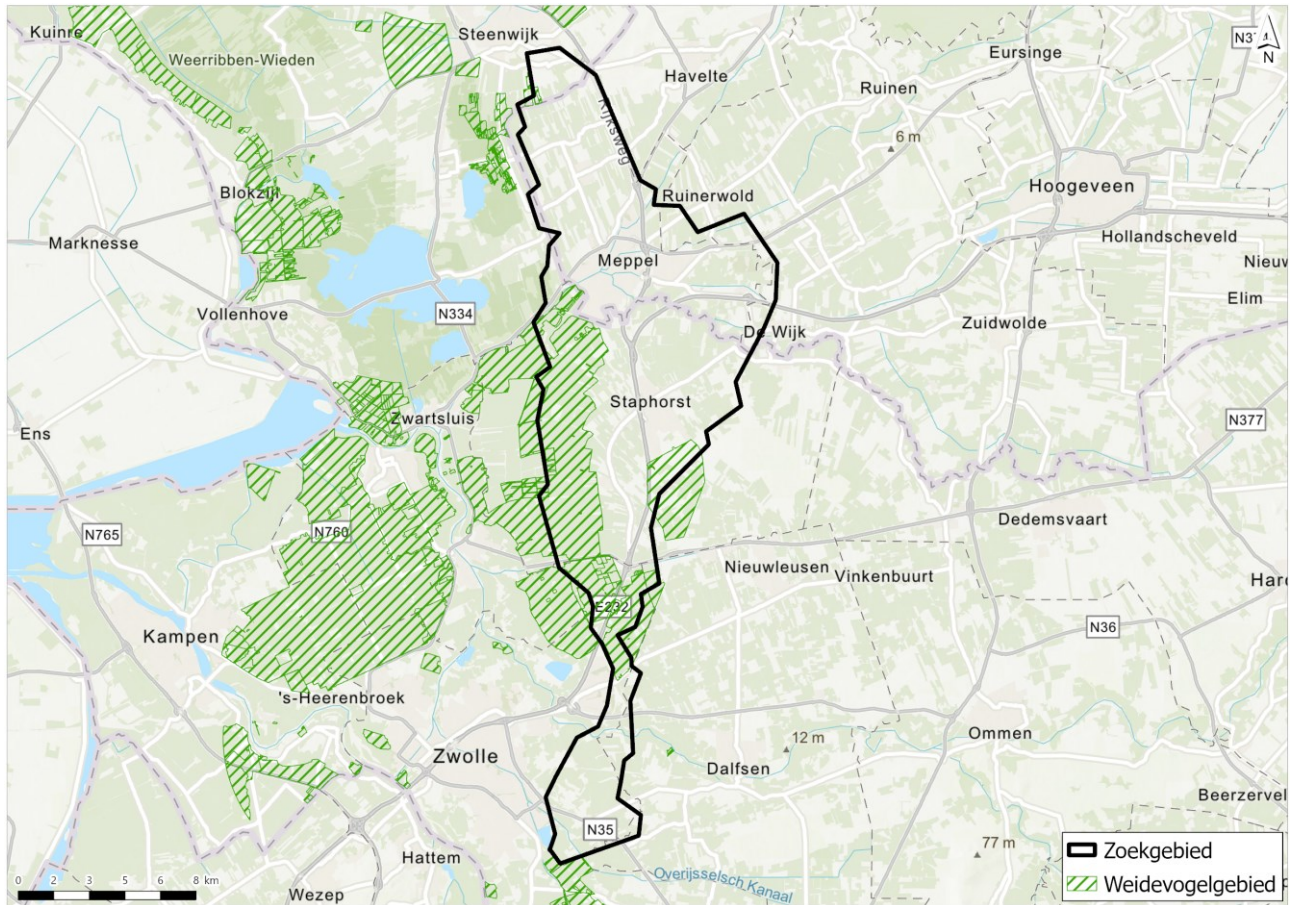 Kuinre
Steenwijk
Weerribben-Wieden
Eursinge
N
Havelte
Ruinen
Rijksweg
6 m
Blokzijl
Ruinerwold
Hoogeveen
Marknesse
Hollandscheveld
Meppel
Elim
Vollenhove
N334
Zuidwolde
De Wijk
Staphorst
Zwartsluis
N377
Ens
Dedemsvaart
N765
N760
Nieuwleusen
Vinkenbuurt
E232
N36
Kampen
's-Heerenbroek
Ommen
12 m
Zwolle
Dalfsen
Beerzervel
N35
77 m
Hattem
Overijsselsch Kanaal
Wezep
0 2 3 5 6 8 km
Zoekgebied
Weidevogelgebied